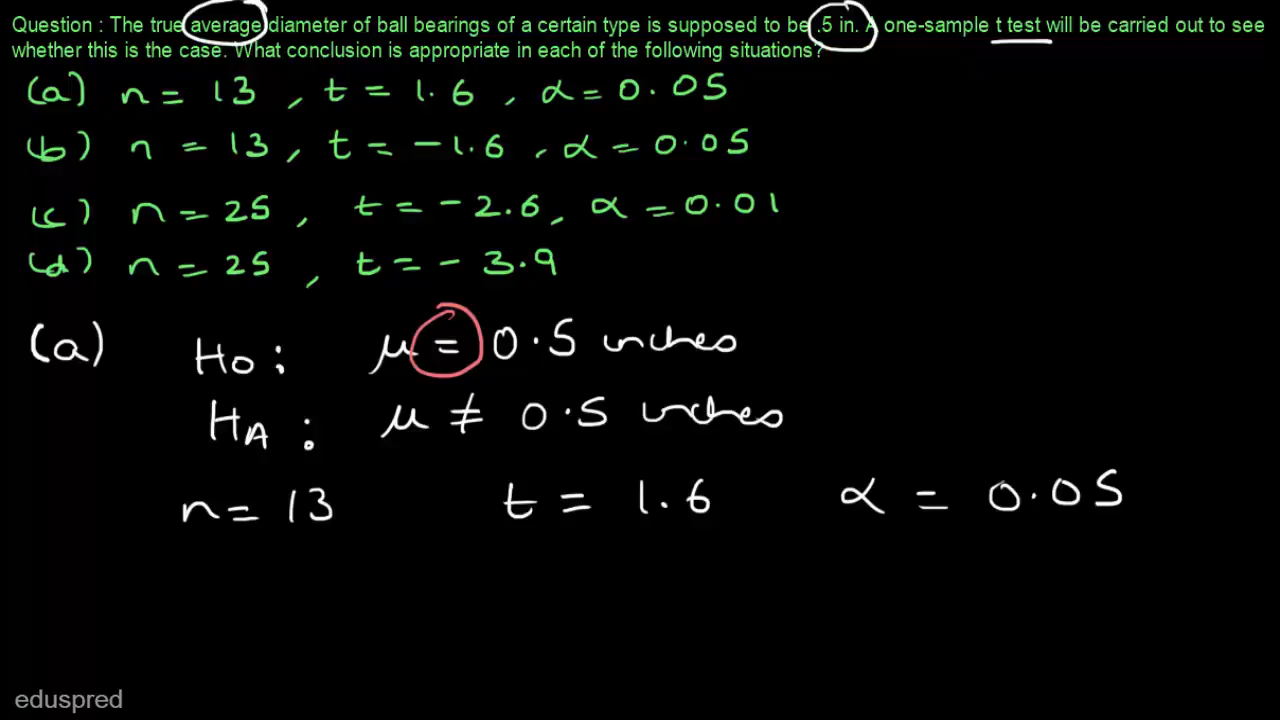 Question : The true average diameter of ball bearings of a certain type is supposed to be .5 in. A one-sample t test will be carried out to see
whether this is the case. What conclusion is appropriate in each of the following situations?
(a) n = 13 , t = 1.6 , α = 0.05
(b) n = 13 , t = -1.6 , α = 0.05
(c) n = 25 , t = -2.6 , α = 0.01
(d) n = 25 , t = -3.9
(a) H0 : μ = 0.5 inches
HA : μ ≠ 0.5 inches
n = 13 t = 1.6 α = 0.05
eduspred